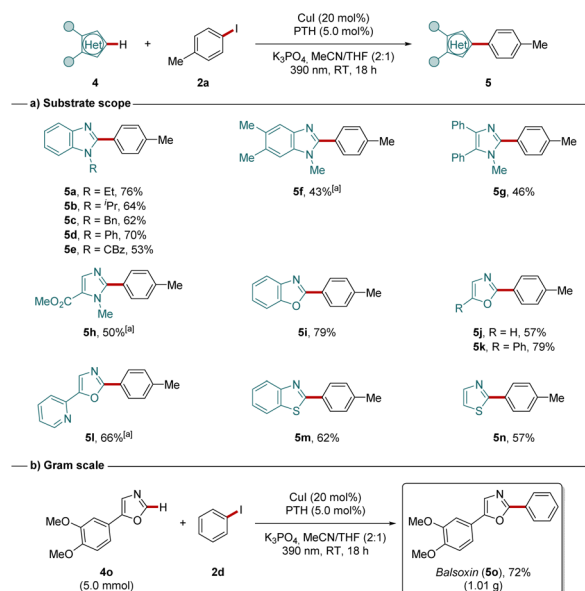 Het
H
4
+
I
Me
2a
CuI (20 mol%)
PTH (5.0 mol%)
K3PO4, MeCN/THF (2:1)
390 nm, RT, 18 h
Het
Me
5
a) Substrate scope
N
N
R
Me
5a, R = Et, 76%
5b, R = iPr, 64%
5c, R = Bn, 62%
5d, R = Ph, 70%
5e, R = CBz, 53%
Me
Me
N
N
Me
Me
5f, 43%[a]
Ph
Ph
N
N
Me
Me
5g, 46%
MeO2C
N
N
Me
Me
5h, 50%[a]
N
O
Me
5i, 79%
R
N
O
Me
5j, R = H, 57%
5k, R = Ph, 79%
N
N
O
Me
5l, 66%[a]
N
S
Me
5m, 62%
N
S
Me
5n, 57%
b) Gram scale
MeO
MeO
N
O
H
4o
(5.0 mmol)
+
I
2d
CuI (20 mol%)
PTH (5.0 mol%)
K3PO4, MeCN/THF (2:1)
390 nm, RT, 18 h
MeO
MeO
N
O
Balsoxin (5o), 72%
(1.01 g)